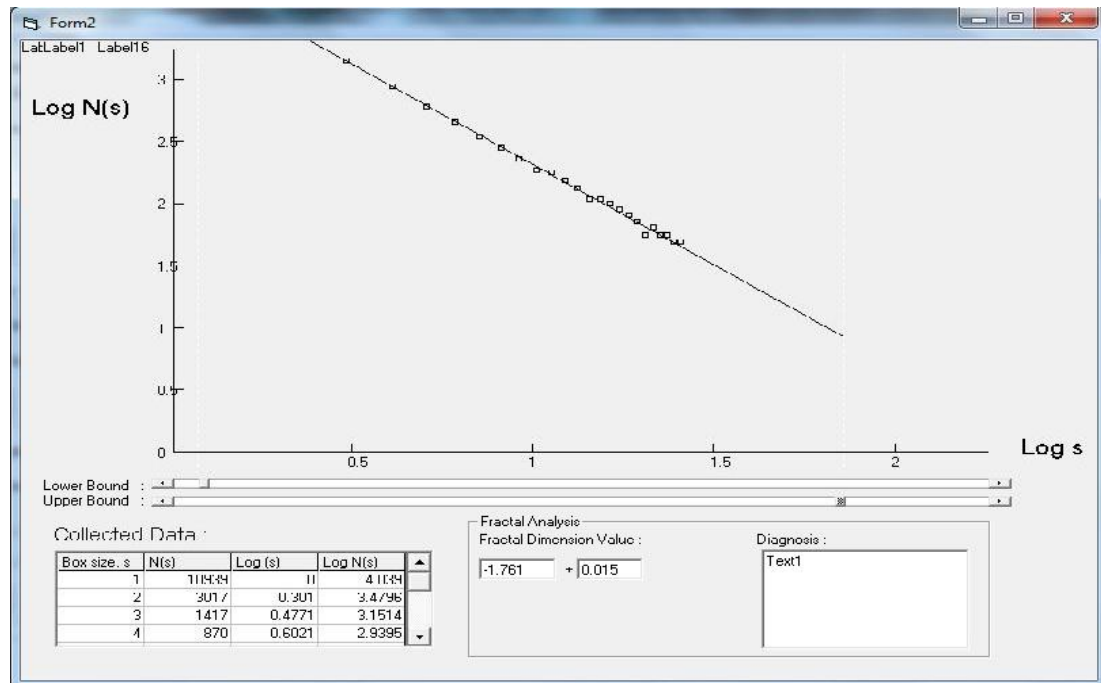 Form2
LatLabel1 Label16
3
Log N(s)
2.5
2
1.5
1
0.5
0
0.5 1 1.5 2
Log s
Lower Bound :
Upper Bound :
Collected Data :
Box size, s N(s) Log (s) Log N(s)
1 10939 0 4.039
2 3017 0.301 3.4796
3 1417 0.4771 3.1514
4 870 0.6021 2.9395
Fractal Analysis
Fractal Dimension Value :
-1.761 + 0.015
Diagnosis :
Text1